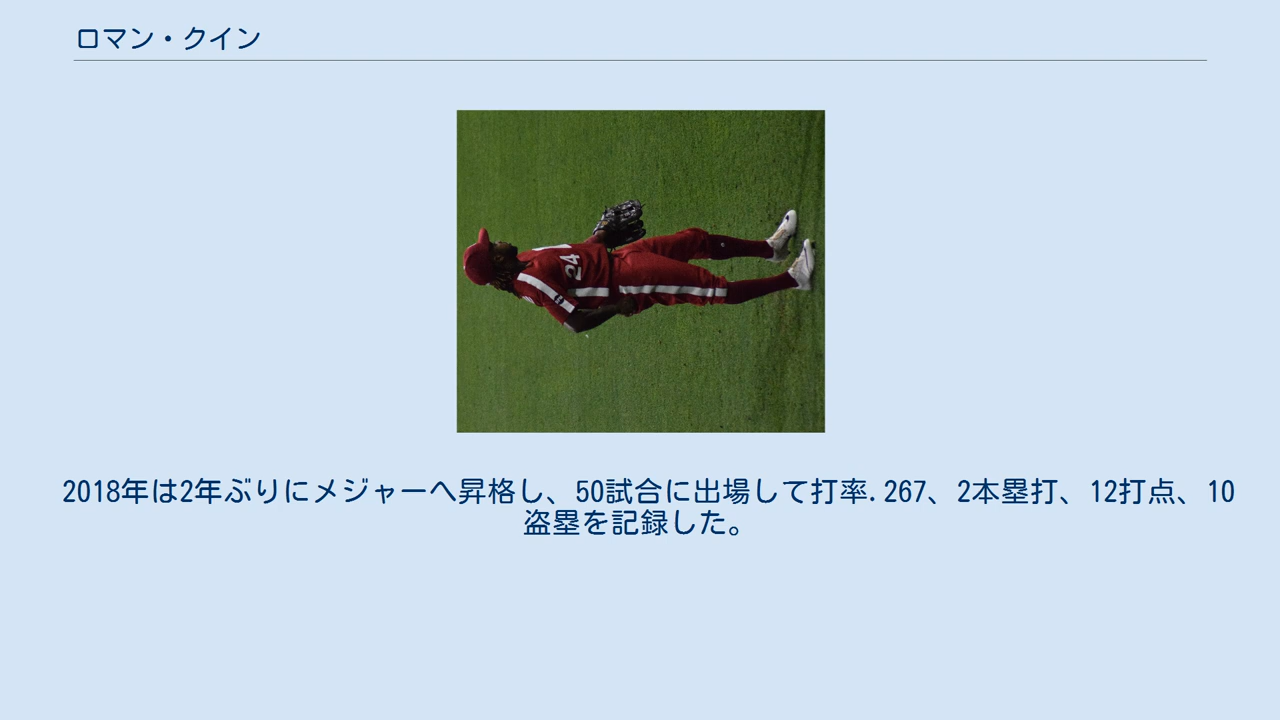 ロマン・クイン
24
2018年は2年ぶりにメジャーへ昇格し、50試合に出場して打率.267、2本塁打、12打点、10
盗塁を記録した。